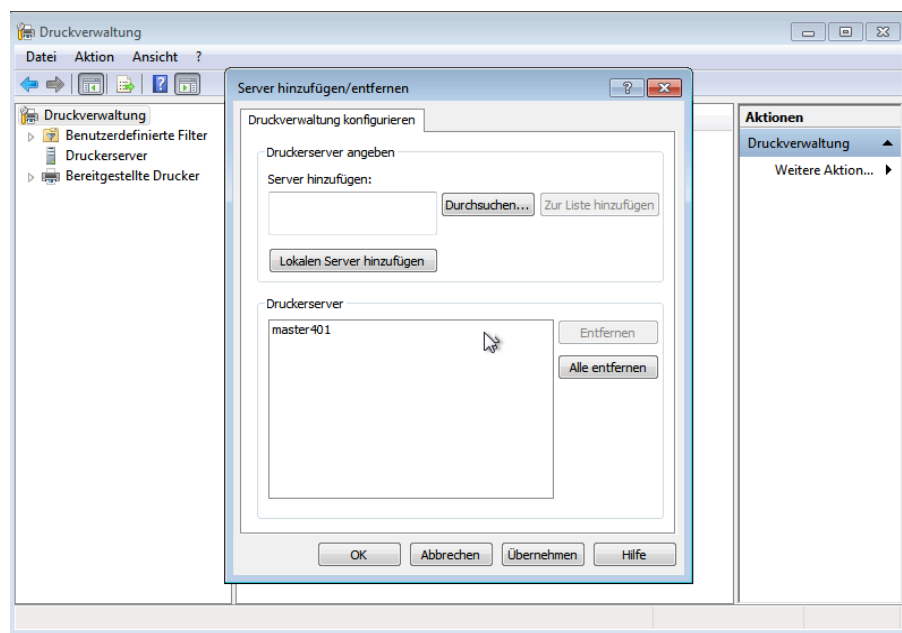 Druckverwaltung
Datei Aktion Ansicht ?
Druckverwaltung
Benutzerdefinierte Filter
Druckerserver
Bereitgestellte Drucker
Server hinzufügen/entfernen
Druckverwaltung konfigurieren
Druckerserver angeben
Server hinzufügen:
Durchsuchen... Zur Liste hinzufügen
Lokalen Server hinzufügen
Druckerserver
master401
Entfernen
Alle entfernen
OK Abbrechen Übernehmen Hilfe
Aktionen
Druckverwaltung
Weitere Aktion...